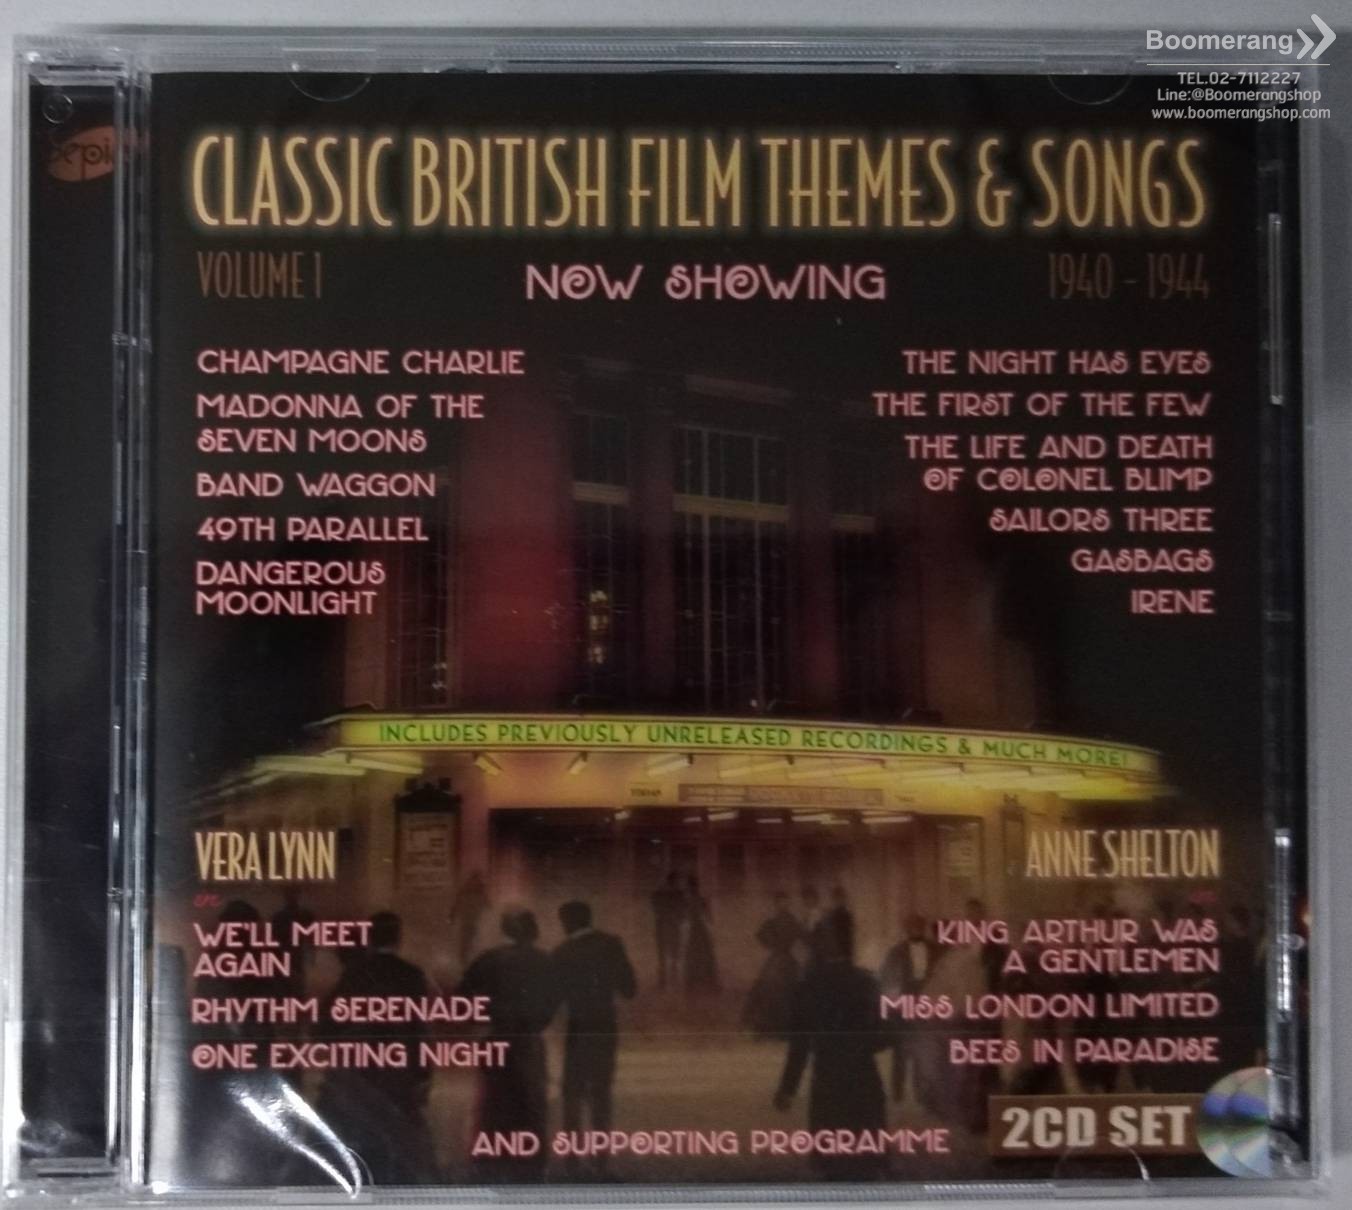 Boomerang
TEL.02-7112227
Line:@Boomerangshop
www.boomerangshop.com
Sepia
CLASSIC BRITISH FILM THEMES & SONGS
VOLUME 1
NOW SHOWING
1940 - 1944
CHAMPAGNE CHARLIE
MADONNA OF THE
SEVEN MOONS
BAND WAGGON
49TH PARALLEL
DANGEROUS
MOONLIGHT
THE NIGHT HAS EYES
THE FIRST OF THE FEW
THE LIFE AND DEATH
OF COLONEL BLIMP
SAILORS THREE
GASBAGS
IRENE
INCLUDES PREVIOUSLY UNRELEASED RECORDINGS & MUCH MORE!
VERA LYNN
in
WE'LL MEET
AGAIN
RHYTHM SERENADE
ONE EXCITING NIGHT
ANNE SHELTON
in
KING ARTHUR WAS
A GENTLEMEN
MISS LONDON LIMITED
BEES IN PARADISE
AND SUPPORTING PROGRAMME
2CD SET